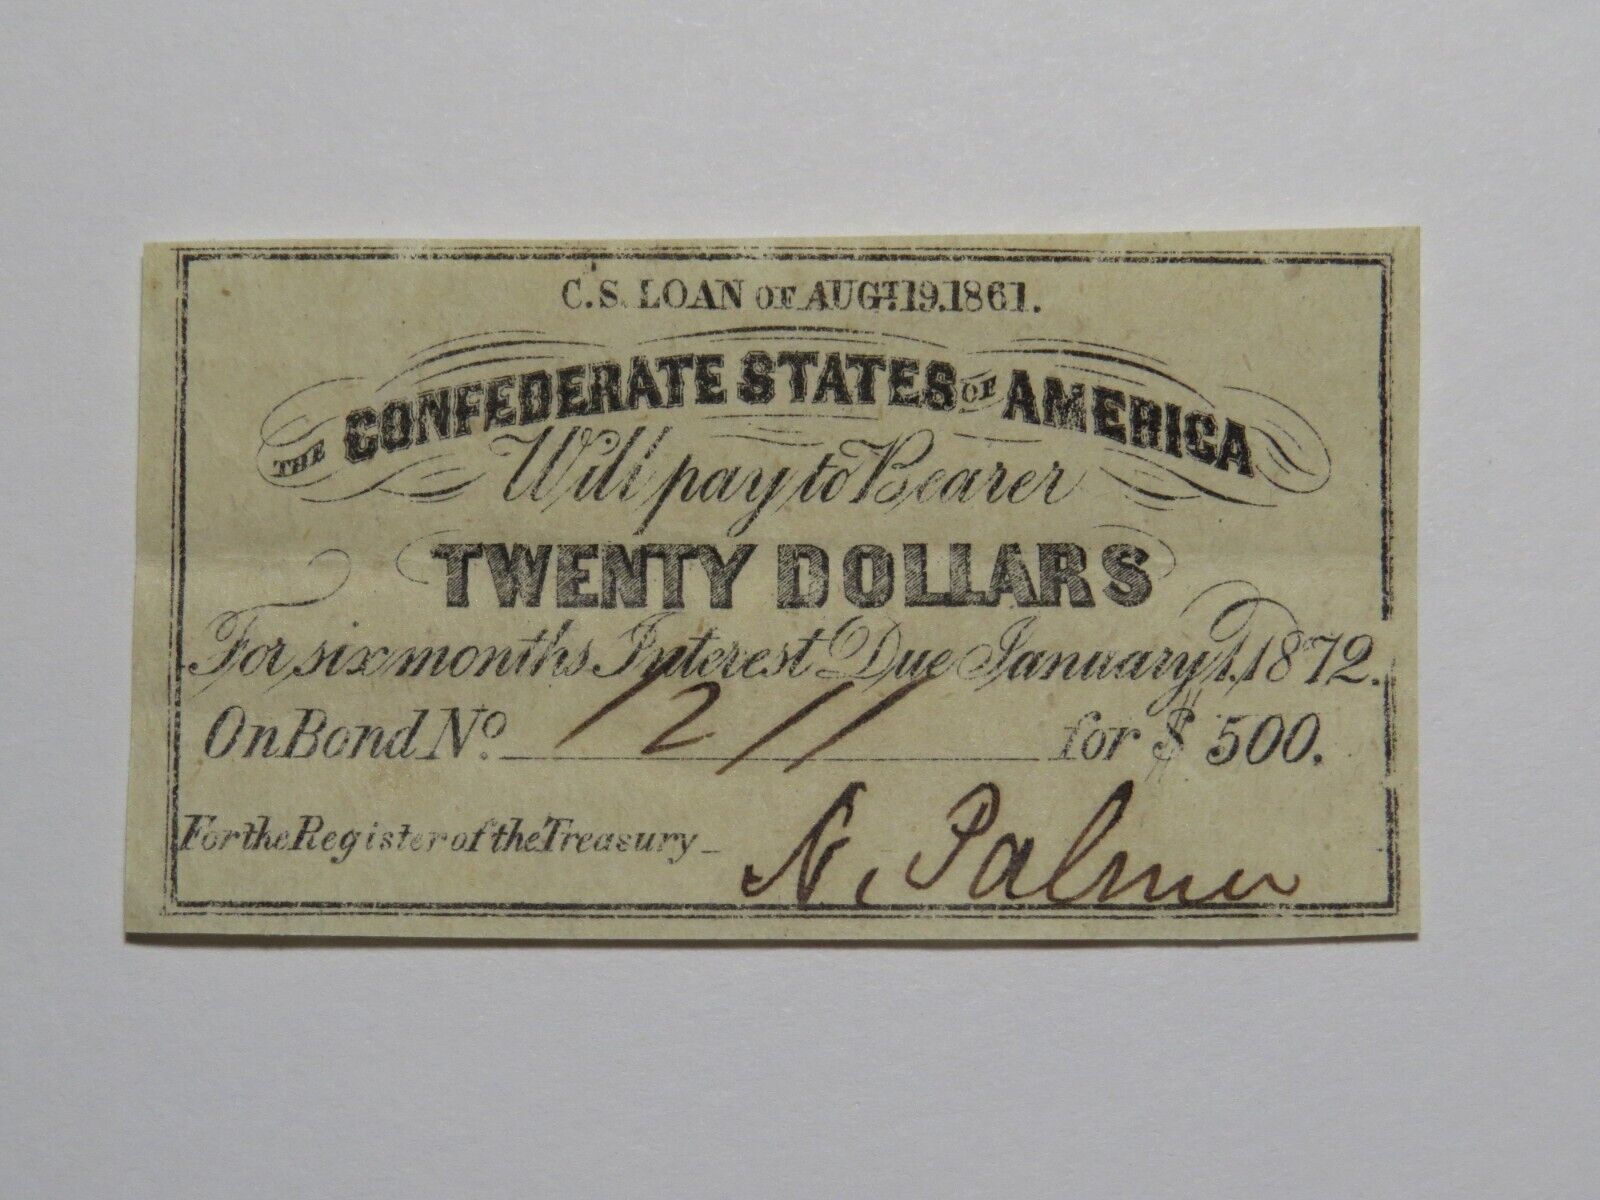 C.S. LOAN OF AUGT. 19. 1861.
THE CONFEDERATE STATES OF AMERICA
Will pay to Bearer
TWENTY DOLLARS
For six months Interest Due January 1. 1872.
On Bond No. 1211 for $500.
For the Register of the Treasury N. Palmer